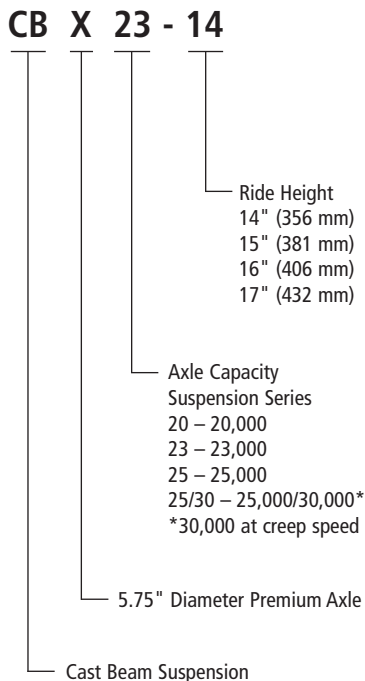 CB X 23 - 14
Ride Height
14" (356 mm)
15" (381 mm)
16" (406 mm)
17" (432 mm)
Axle Capacity
Suspension Series
20 – 20,000
23 – 23,000
25 – 25,000
25/30 – 25,000/30,000*
*30,000 at creep speed
5.75" Diameter Premium Axle
Cast Beam Suspension